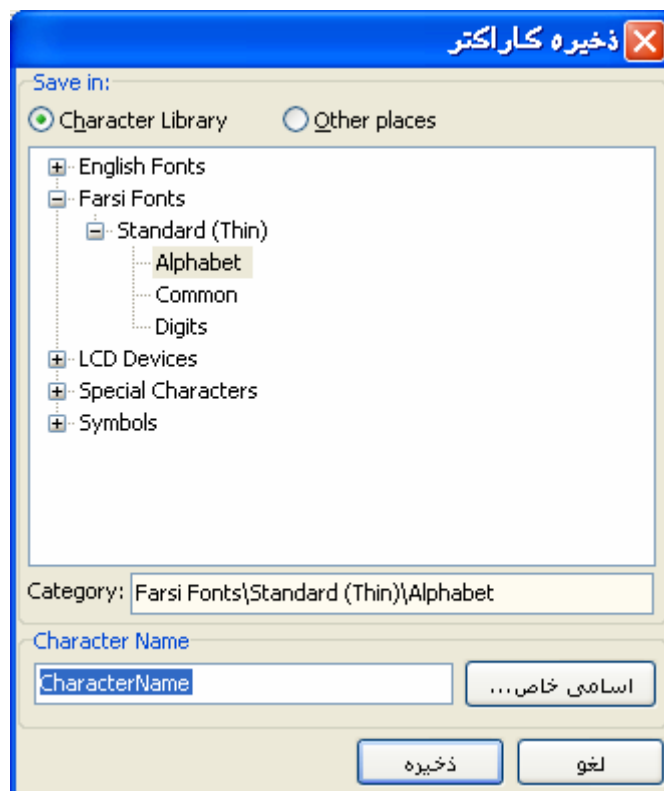 ذخیره کاراکتر
Save in:
Character Library Other places
English Fonts
Farsi Fonts
Standard (Thin)
Alphabet
Common
Digits
LCD Devices
Special Characters
Symbols
Category: Farsi Fonts\Standard (Thin)\Alphabet
Character Name
CharacterName اسامی خاص...
ذخیره لغو